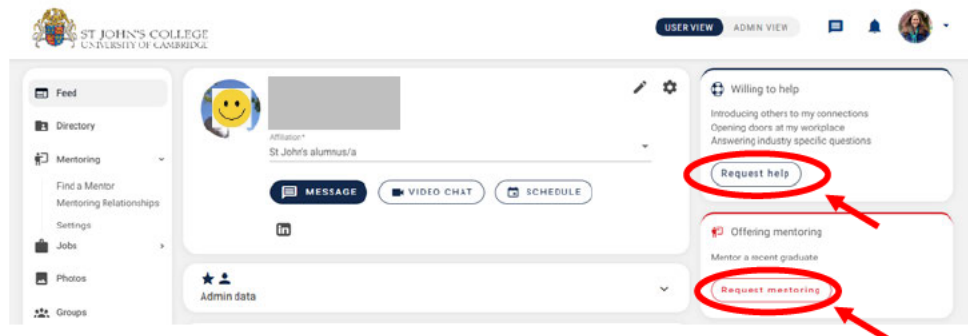 ST JOHN'S COLLEGE
UNIVERSITY OF CAMBRIDGE
USER VIEW
ADMIN VIEW
Feed
Directory
Mentoring
Find a Mentor
Mentoring Relationships
Settings
Jobs
Photos
Groups
Affiliation*
St John's alumnus/a
MESSAGE
VIDEO CHAT
SCHEDULE
in
Admin data
Willing to help
Introducing others to my connections
Opening doors at my workplace
Answering industry specific questions
Request help
Offering mentoring
Mentor a recent graduate
Request mentoring